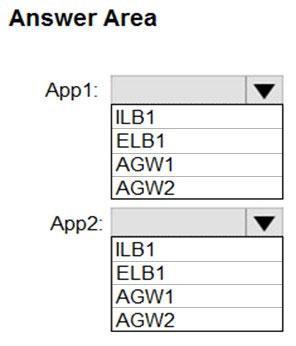 Answer Area
App1:
ILB1
ELB1
AGW1
AGW2
App2:
ILB1
ELB1
AGW1
AGW2